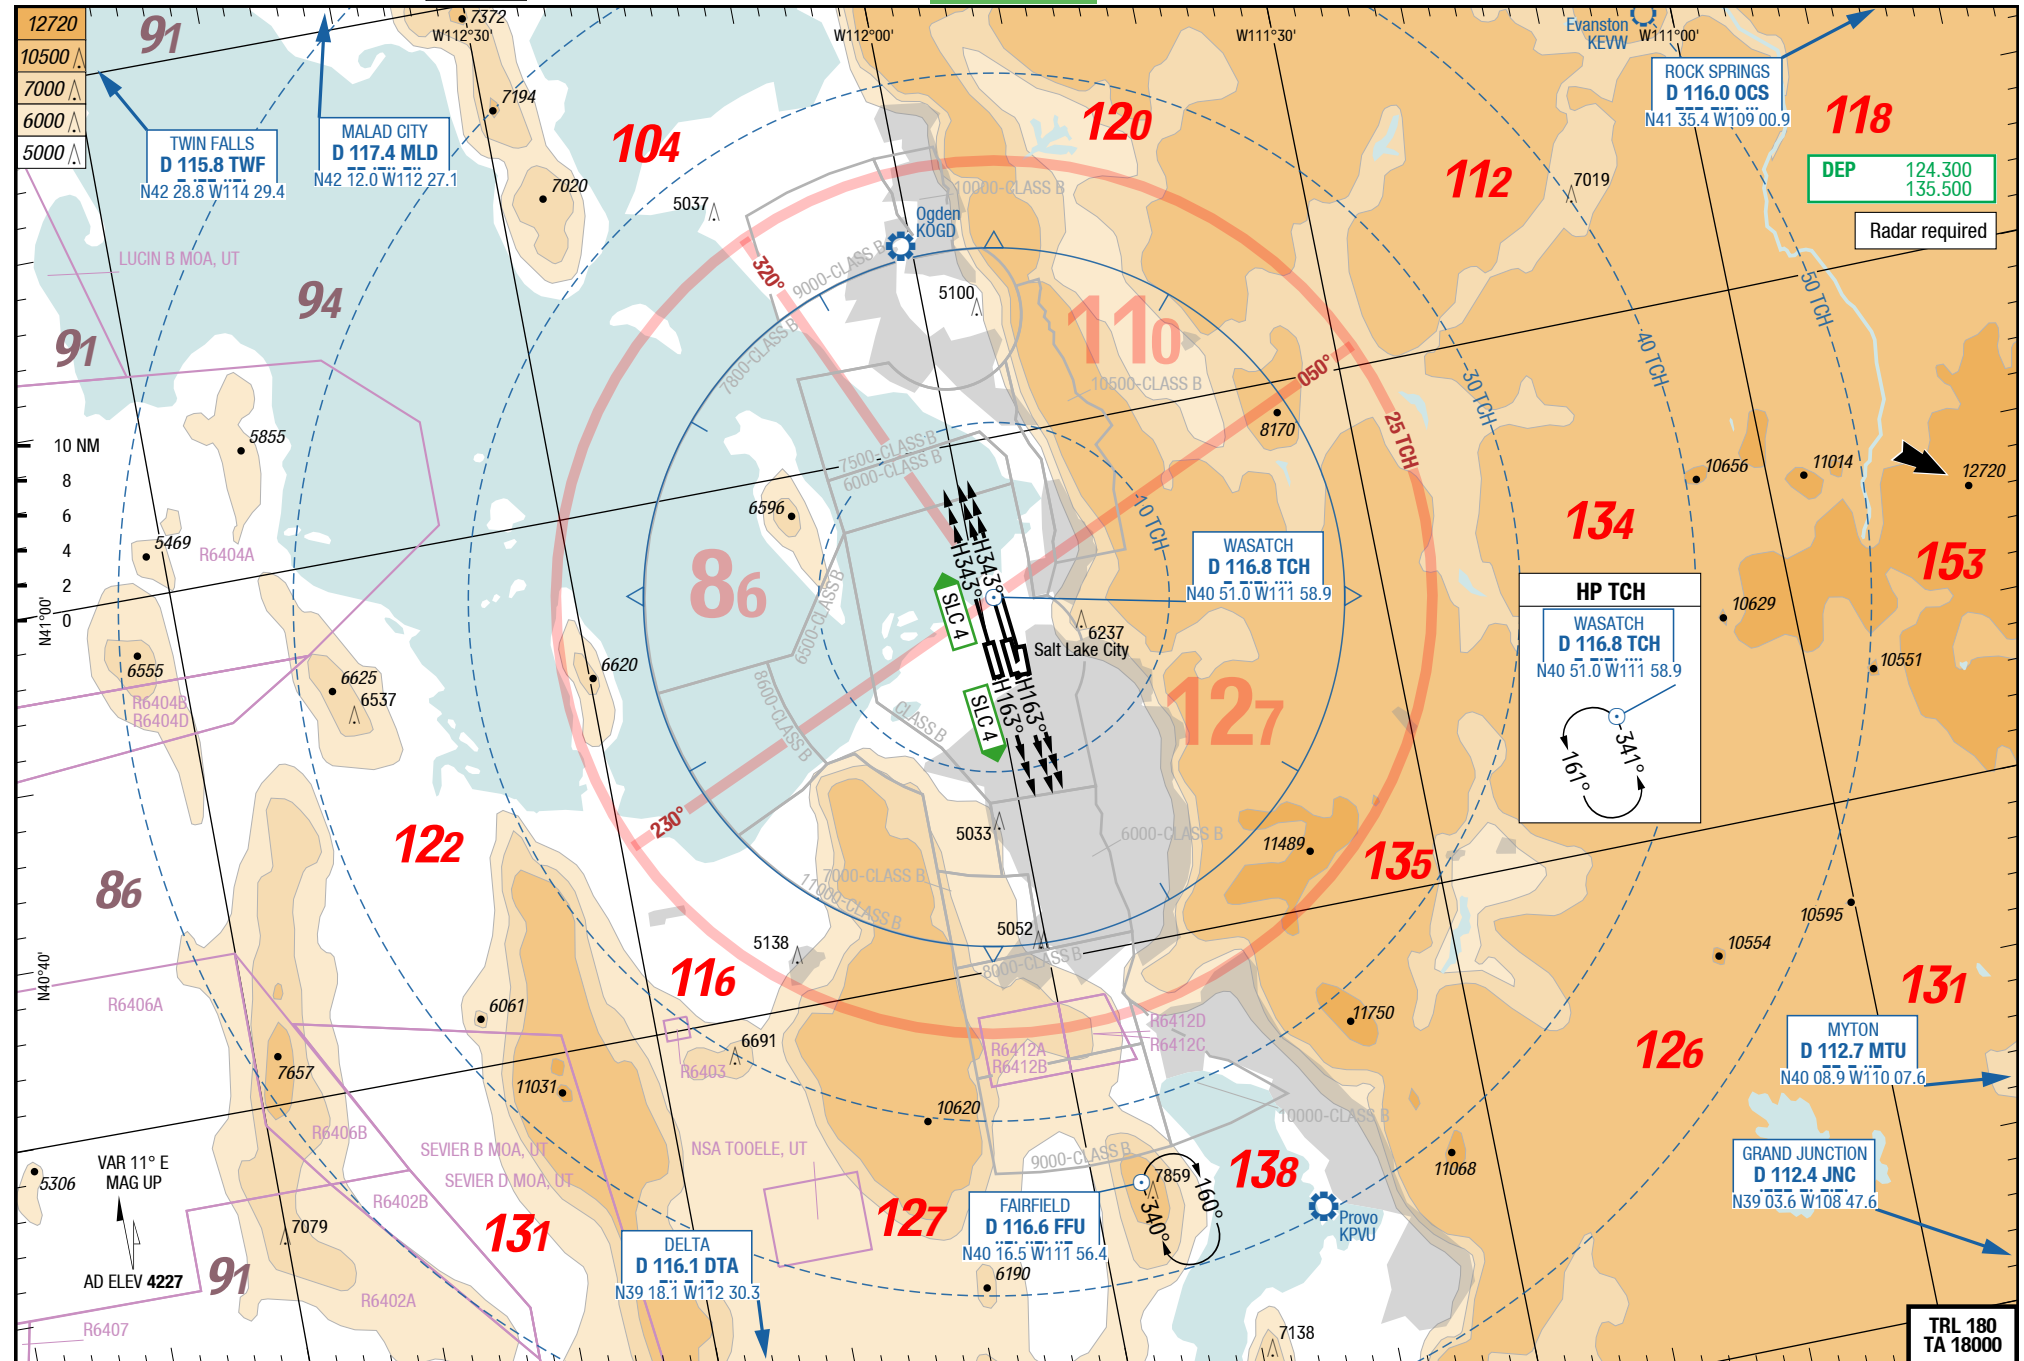 12720
10500
7000
6000
5000
91
7372
W112°30'
W112°00'
W111°30'
W111°00'
Evanston
KEVW
TWIN FALLS
D 115.8 TWF
N42 28.8 W114 29.4
MALAD CITY
D 117.4 MLD
N42 12.0 W112 27.1
7194
7020
104
120
112
118
ROCK SPRINGS
D 116.0 OCS
N41 35.4 W109 00.9
DEP 124.300
135.500
Radar required
7019
5037
Ogden
KOGD
10000-CLASS B
9000-CLASS B
7800-CLASS B
LUCIN B MOA, UT
94
91
320°
5100
110
10500-CLASS B
050°
50 TCH
40 TCH
30 TCH
25 TCH
10 TCH
8170
10 NM
8
6
4
2
0
5855
5469
R6404A
6596
7500-CLASS B
6000-CLASS B
10656
11014
12720
134
153
86
H343°
H343°
SLC 4
WASATCH
D 116.8 TCH
N40 51.0 W111 58.9
HP TCH
WASATCH
D 116.8 TCH
N40 51.0 W111 58.9
341°
161°
10629
10551
N41°00'
6555
6625
6537
6620
6237
Salt Lake City
R6404B
R6404D
6500-CLASS B
8600-CLASS B
CLASS B
SLC 4
H163°
H163°
127
230°
122
86
5033
6000-CLASS B
11489
135
7000-CLASS B
11000-CLASS B
10595
10554
5138
5052
8000-CLASS B
116
131
N40°40'
R6406A
6061
6691
R6403
R6412A
R6412B
R6412D
R6412C
11750
126
MYTON
D 112.7 MTU
N40 08.9 W110 07.6
7657
11031
10620
10000-CLASS B
R6406B
SEVIER B MOA, UT
SEVIER D MOA, UT
NSA TOOELE, UT
9000-CLASS B
11068
GRAND JUNCTION
D 112.4 JNC
N39 03.6 W108 47.6
VAR 11° E
MAG UP
5306
R6402B
7859
160°
340°
138
FAIRFIELD
D 116.6 FFU
N40 16.5 W111 56.4
Provo
KPVU
7079
131
127
DELTA
D 116.1 DTA
N39 18.1 W112 30.3
AD ELEV 4227
91
R6402A
6190
R6407
7138
TRL 180
TA 18000